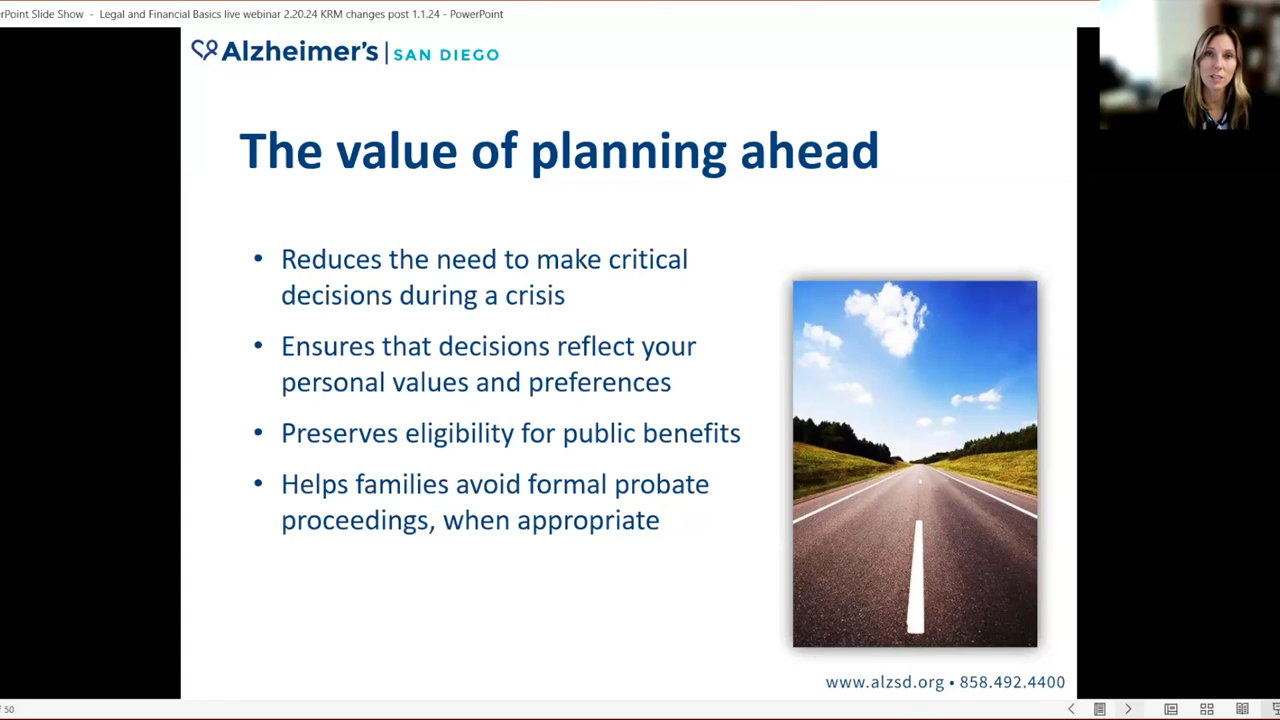 erPoint Slide Show - Legal and Financial Basics live webinar 2.20.24 KRM changes post 1.1.24 - PowerPoint
Alzheimer's | SAN DIEGO
The value of planning ahead
• Reduces the need to make critical
decisions during a crisis
• Ensures that decisions reflect your
personal values and preferences
• Preserves eligibility for public benefits
• Helps families avoid formal probate
proceedings, when appropriate
www.alzsd.org • 858.492.4400
of 50